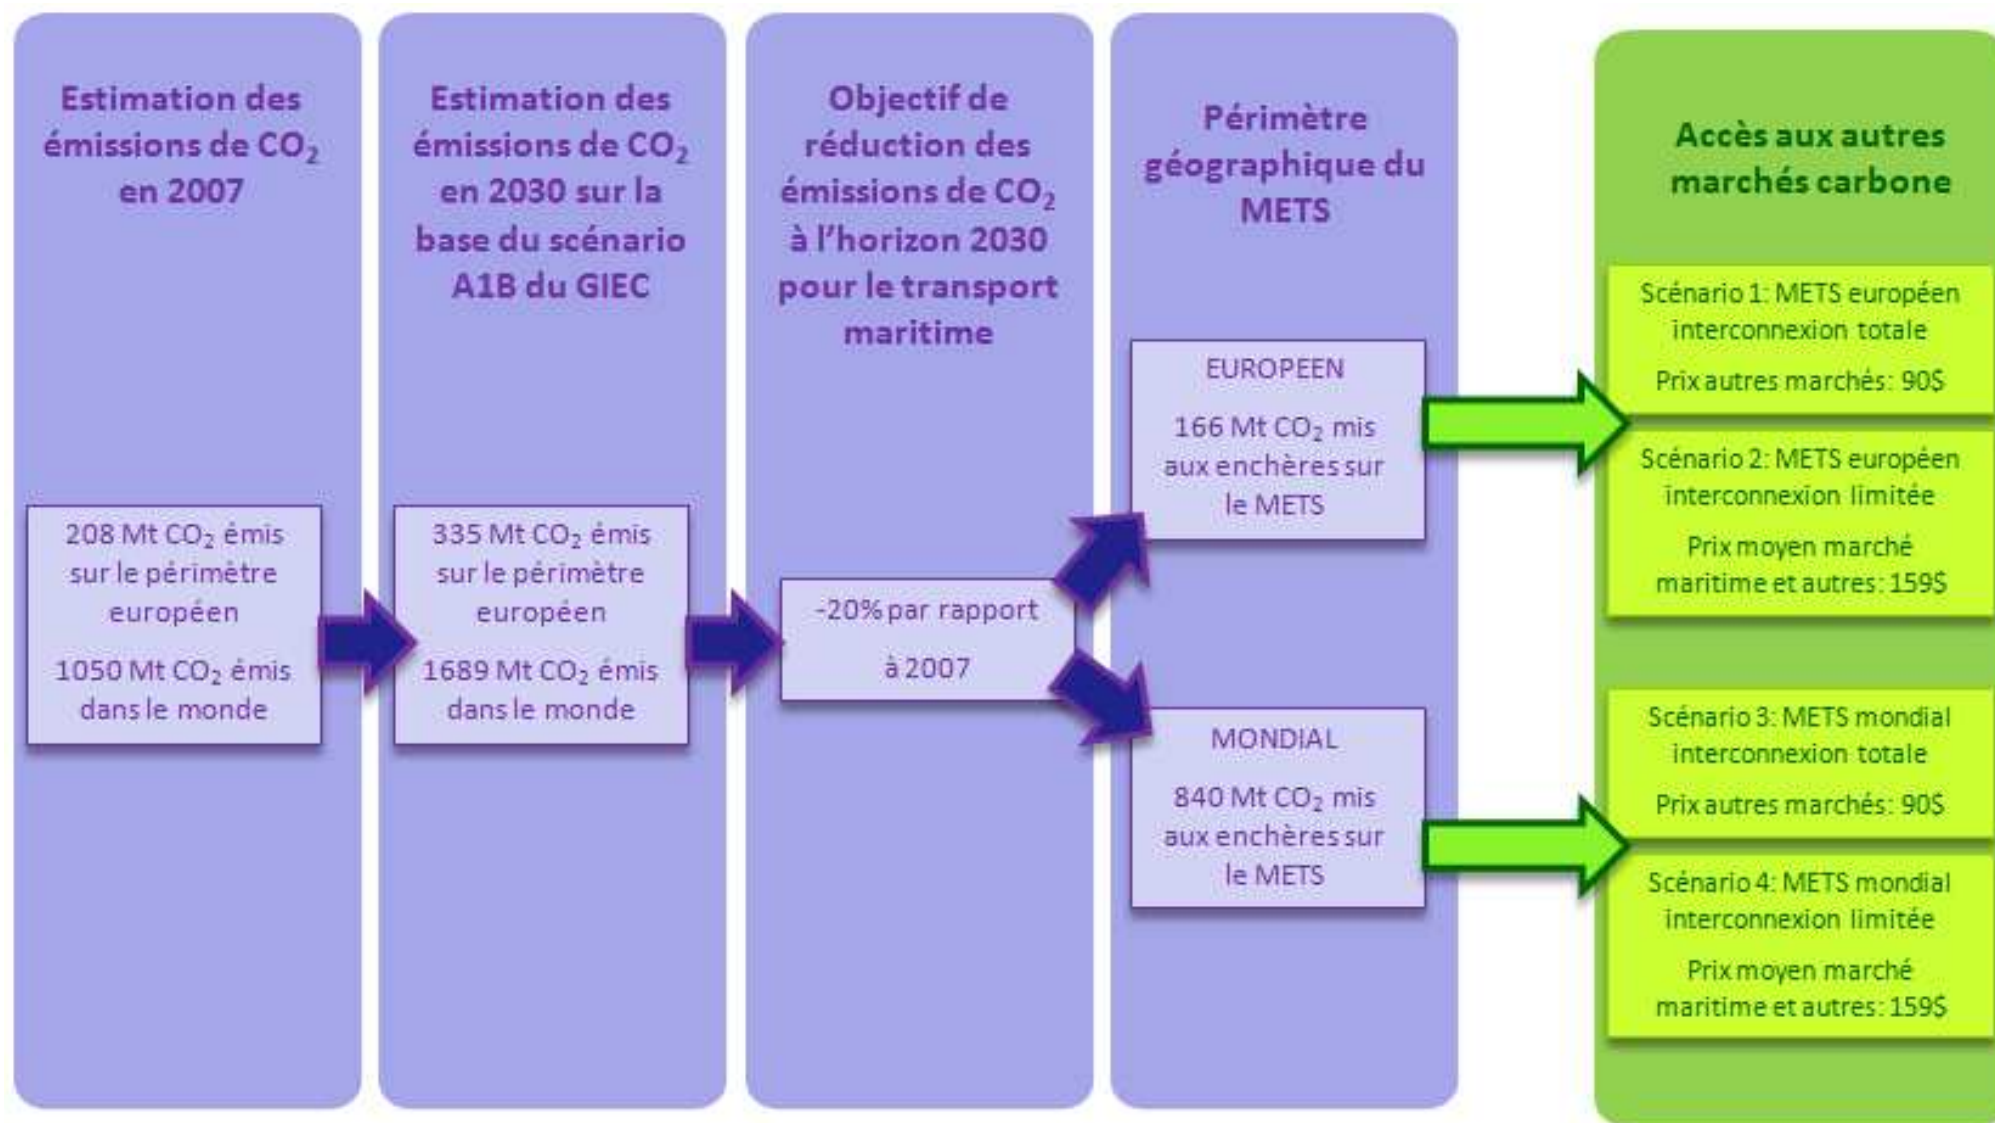 Estimation des
émissions de CO₂
en 2007
208 Mt CO₂ émis
sur le périmètre
européen
1050 Mt CO₂ émis
dans le monde
Estimation des
émissions de CO₂
en 2030 sur la
base du scénario
A1B du GIEC
335 Mt CO₂ émis
sur le périmètre
européen
1689 Mt CO₂ émis
dans le monde
Objectif de
réduction des
émissions de CO₂
à l'horizon 2030
pour le transport
maritime
-20% par rapport
à 2007
Périmètre
géographique du
METS
EUROPEEN
166 Mt CO₂ mis
aux enchères sur
le METS
MONDIAL
840 Mt CO₂ mis
aux enchères sur
le METS
Accès aux autres
marchés carbone
Scénario 1: METS européen
interconnexion totale
Prix autres marchés: 90$
Scénario 2: METS européen
interconnexion limitée
Prix moyen marché
maritime et autres: 159$
Scénario 3: METS mondial
interconnexion totale
Prix autres marchés: 90$
Scénario 4: METS mondial
interconnexion limitée
Prix moyen marché
maritime et autres: 159$